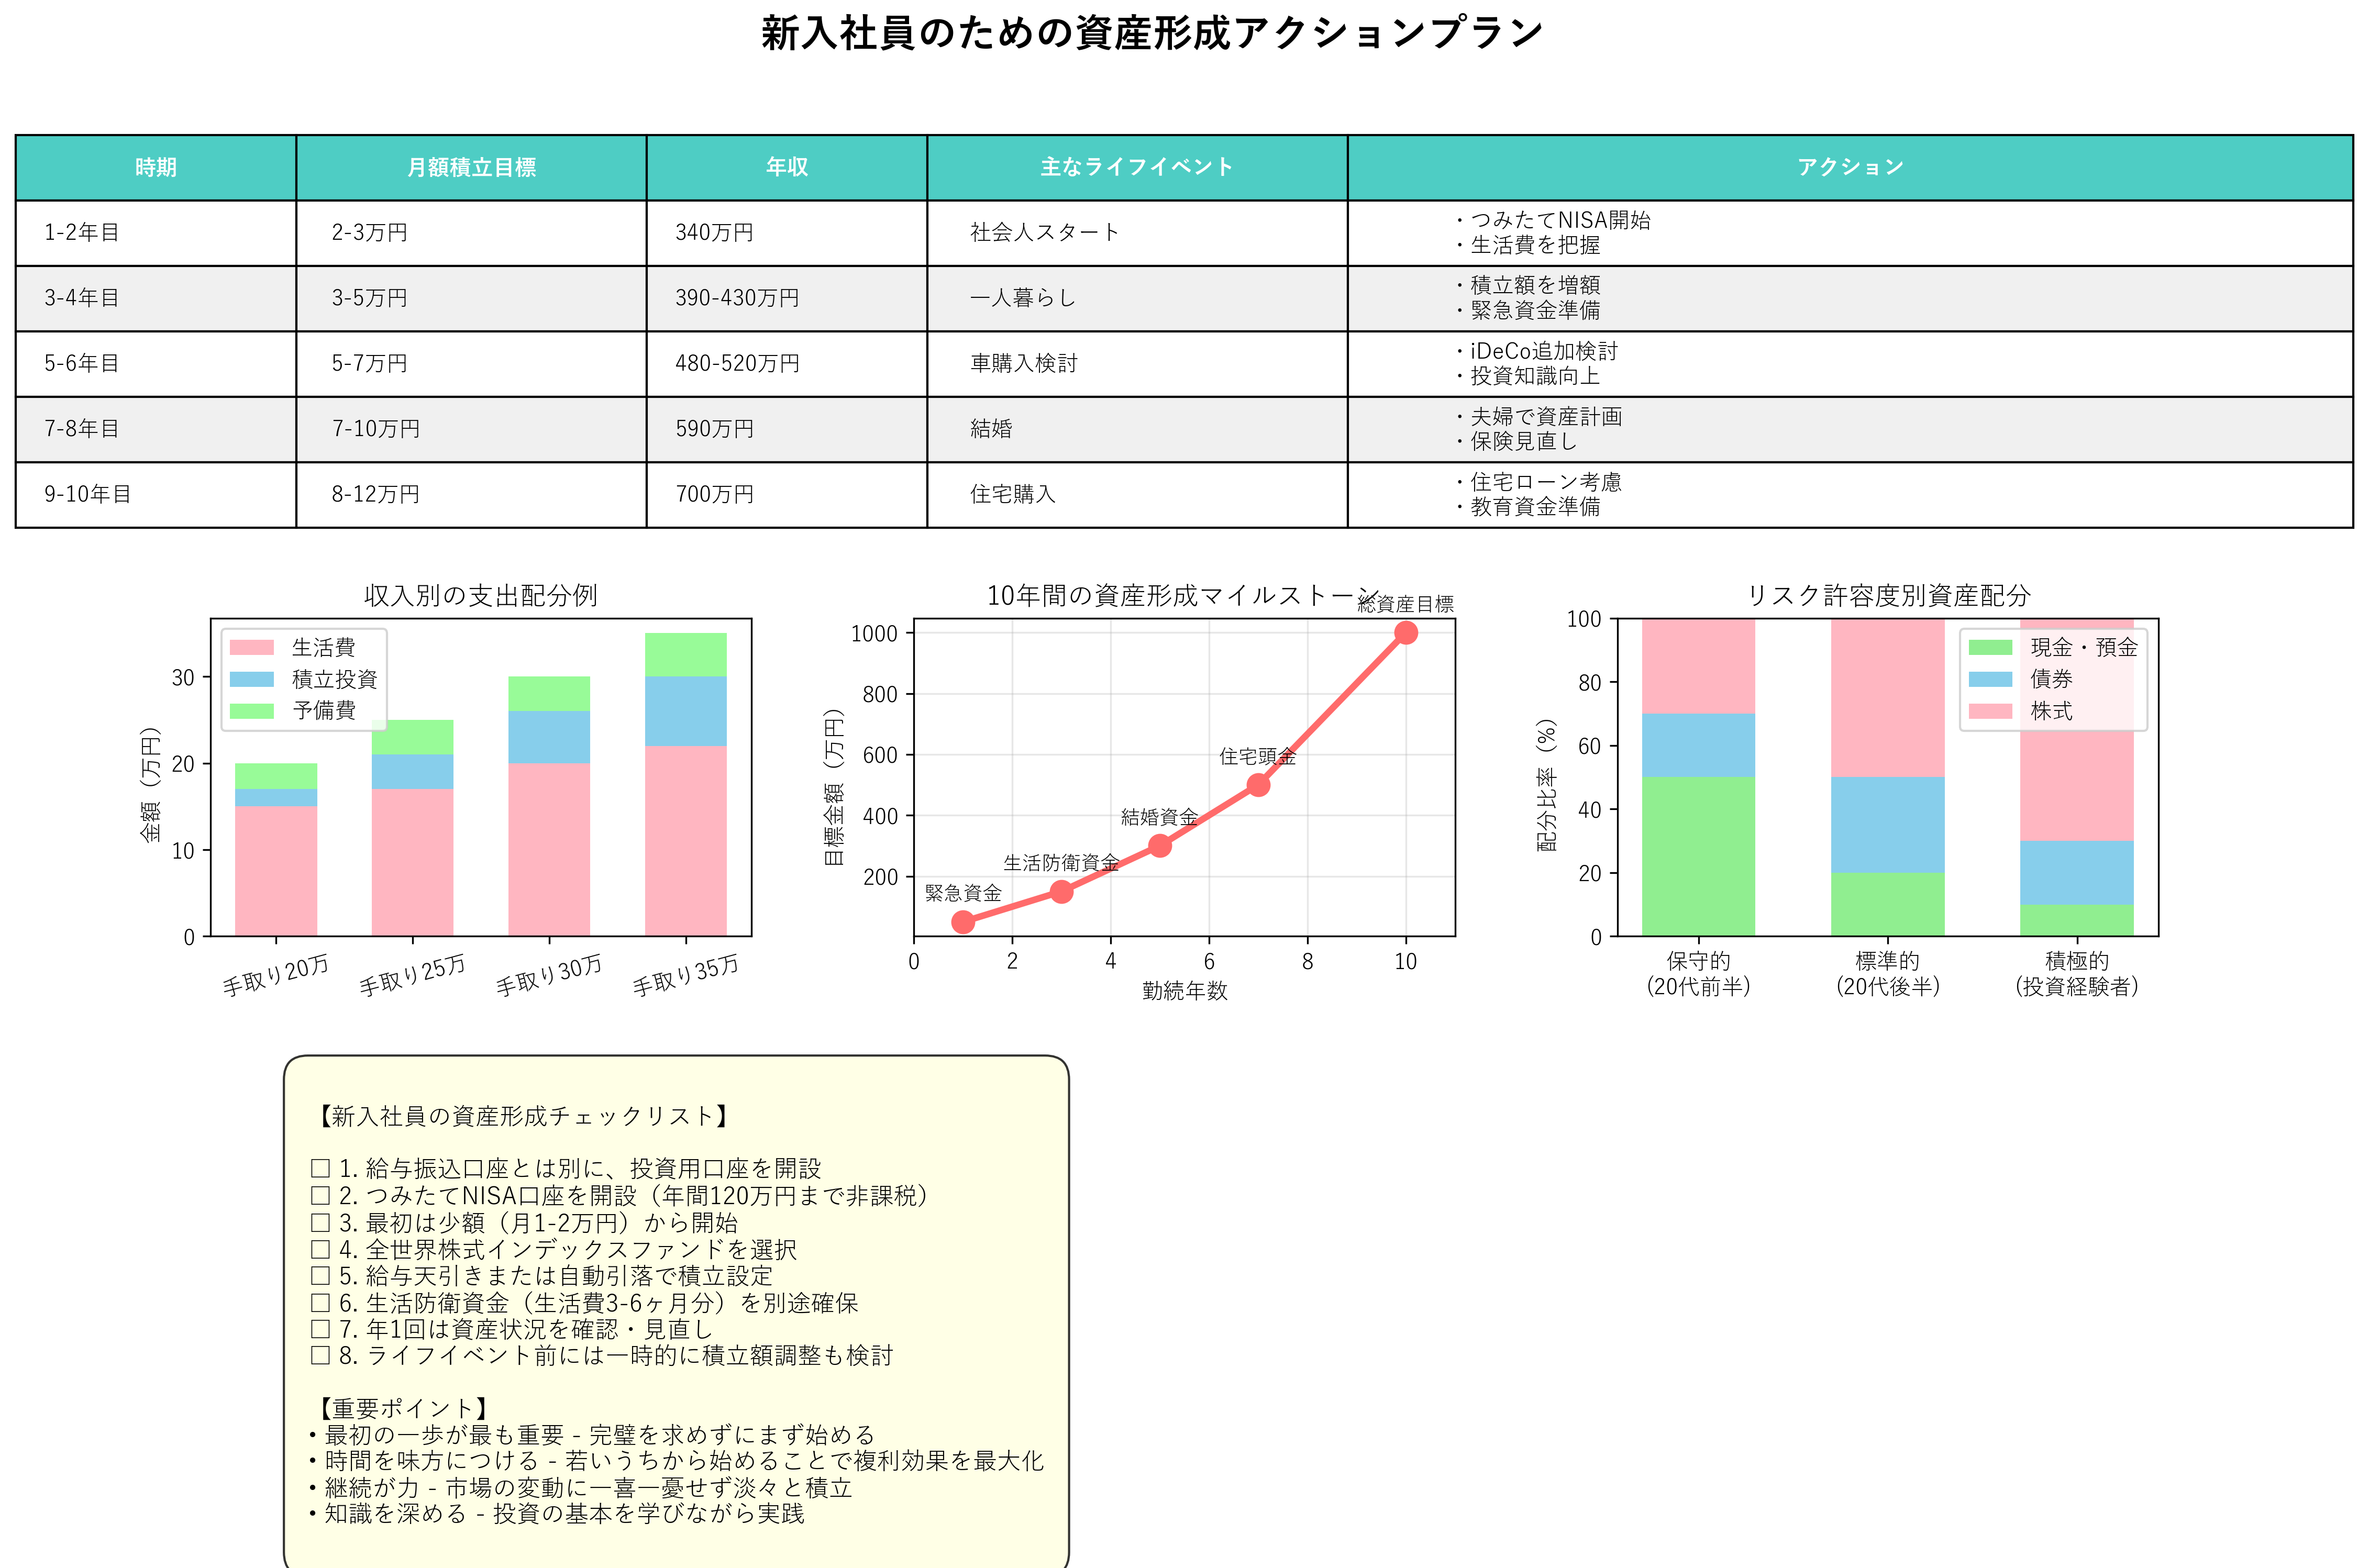 新入社員のための資産形成アクションプラン
時期
月額積立目標
年収
主なライフイベント
アクション
1-2年目
2-3万円
340万円
社会人スタート
・つみたてNISA開始
・生活費を把握
3-4年目
3-5万円
390-430万円
一人暮らし
・積立額を増額
・緊急資金準備
5-6年目
5-7万円
480-520万円
車購入検討
・iDeCo追加検討
・投資知識向上
7-8年目
7-10万円
590万円
結婚
・夫婦で資産計画
・保険見直し
9-10年目
8-12万円
700万円
住宅購入
・住宅ローン考慮
・教育資金準備
収入別の支出配分例
生活費
積立投資
予備費
金額（万円）
30
20
10
0
手取り20万
手取り25万
手取り30万
手取り35万
10年間の資産形成マイルストーン
総資産目標
住宅頭金
結婚資金
生活防衛資金
緊急資金
目標金額（万円）
1000
800
600
400
200
0
2
4
6
8
10
勤続年数
リスク許容度別資産配分
現金・預金
債券
株式
配分比率（%）
100
80
60
40
20
0
保守的
(20代前半)
標準的
(20代後半)
積極的
(投資経験者)
【新入社員の資産形成チェックリスト】
□ 1. 給与振込口座とは別に、投資用口座を開設
□ 2. つみたてNISA口座を開設（年間120万円まで非課税）
□ 3. 最初は少額（月1-2万円）から開始
□ 4. 全世界株式インデックスファンドを選択
□ 5. 給与天引きまたは自動引落で積立設定
□ 6. 生活防衛資金（生活費3-6ヶ月分）を別途確保
□ 7. 年1回は資産状況を確認・見直し
□ 8. ライフイベント前には一時的に積立額調整も検討
【重要ポイント】
• 最初の一歩が最も重要 - 完璧を求めずにまず始める
• 時間を味方につける - 若いうちから始めることで複利効果を最大化
• 継続が力 - 市場の変動に一喜一憂せず淡々と積立
• 知識を深める - 投資の基本を学びながら実践